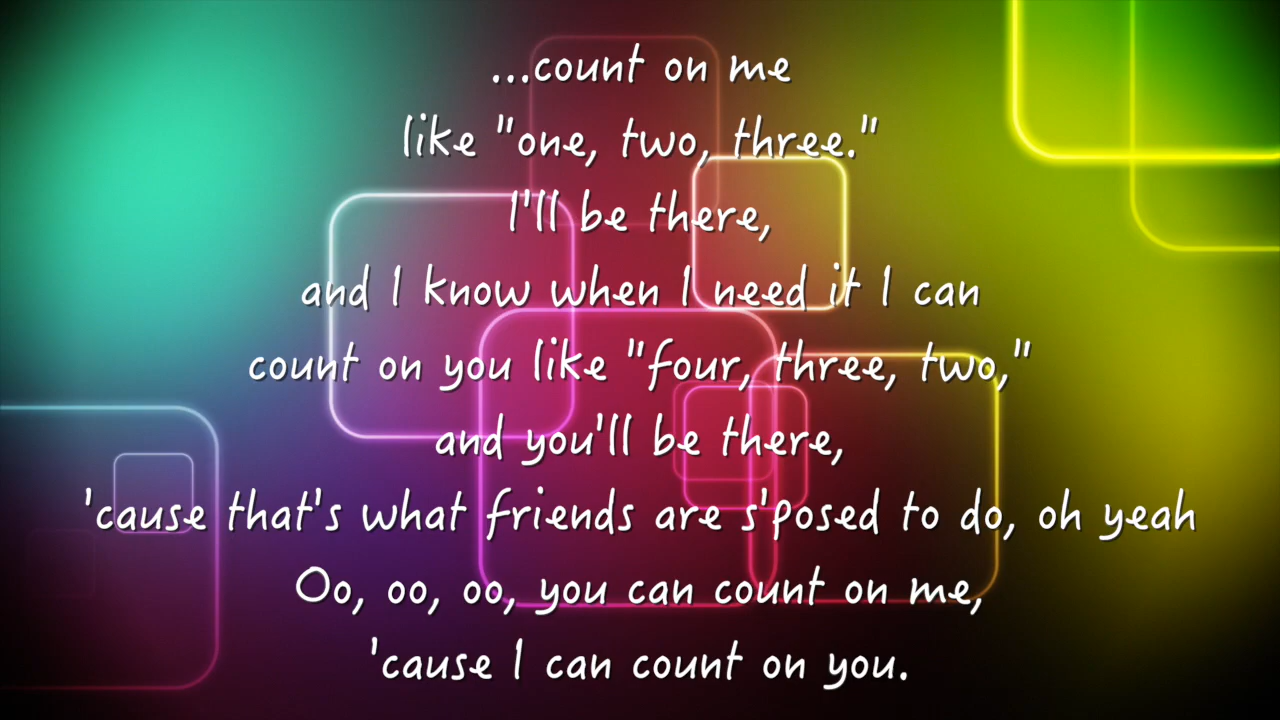 ...count on me
like "one, two, three."
I'll be there,
and I know when I need it I can
count on you like "four, three, two,"
and you'll be there,
'cause that's what friends are s'posed to do, oh yeah
Oo, oo, oo, you can count on me,
'cause I can count on you.